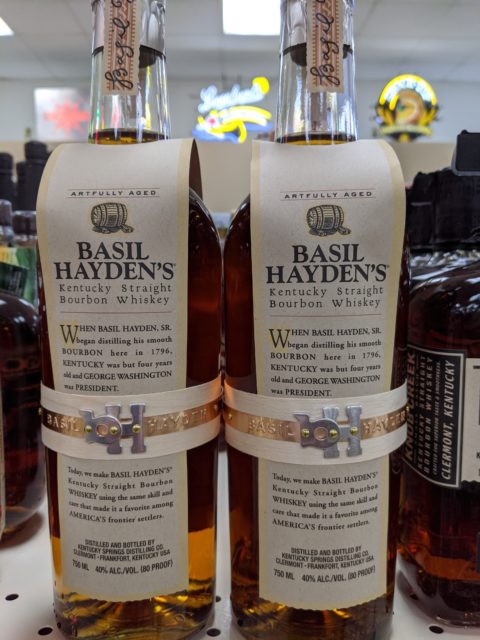 Basil
Basil
ARTFULLY AGED
BASIL
HAYDEN'S
Kentucky Straight
Bourbon Whiskey
WHEN BASIL HAYDEN, SR.
began distilling his smooth
BOURBON here in 1796,
KENTUCKY was but four years
old and GEORGE WASHINGTON
was PRESIDENT.
BASIL H HAYDEN
Today, we make BASIL HAYDEN'S
Kentucky Straight Bourbon
WHISKEY using the same skill and
care that made it a favorite among
AMERICA'S frontier settlers.
DISTILLED AND BOTTLED BY
KENTUCKY SPRINGS DISTILLING CO.
CLERMONT · FRANKFORT, KENTUCKY USA
750 ML 40% ALC./VOL. (80 PROOF)
ARTFULLY AGED
BASIL
HAYDEN'S
Kentucky Straight
Bourbon Whiskey
WHEN BASIL HAYDEN, SR.
began distilling his smooth
BOURBON here in 1796,
KENTUCKY was but four years
old and GEORGE WASHINGTON
was PRESIDENT.
BASIL H HAYDEN
Today, we make BASIL HAYDEN'S
Kentucky Straight Bourbon
WHISKEY using the same skill and
care that made it a favorite among
AMERICA'S frontier settlers.
DISTILLED AND BOTTLED BY
KENTUCKY SPRINGS DISTILLING CO.
CLERMONT · FRANKFORT, KENTUCKY USA
750 ML 40% ALC./VOL. (80 PROOF)
KENTUCKY STRAIGHT
BOURBON WHISKEY
CLERMONT, KENTUCKY